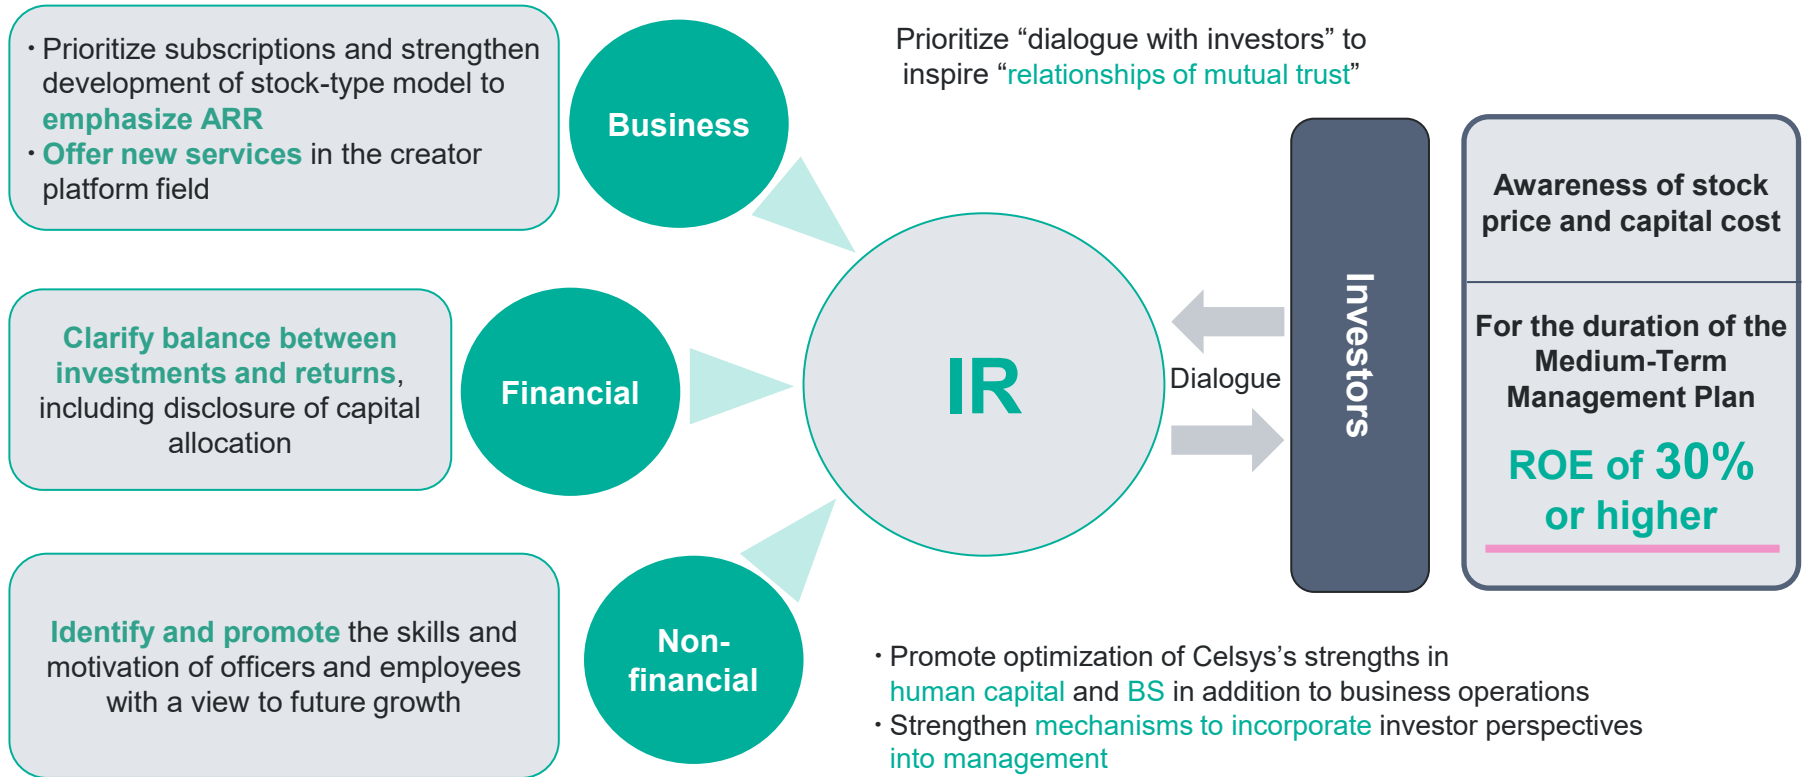 ・Prioritize subscriptions and strengthen
development of stock-type model to
emphasize ARR
・Offer new services in the creator
platform field
Business
Prioritize “dialogue with investors” to
inspire “relationships of mutual trust”
Clarify balance between
investments and returns,
including disclosure of capital
allocation
Financial
IR
Dialogue
Investors
Awareness of stock
price and capital cost
For the duration of the
Medium-Term
Management Plan
ROE of 30%
or higher
Identify and promote the skills and
motivation of officers and employees
with a view to future growth
Non-
financial
・Promote optimization of Celsys’s strengths in
human capital and BS in addition to business operations
・Strengthen mechanisms to incorporate investor perspectives
into management